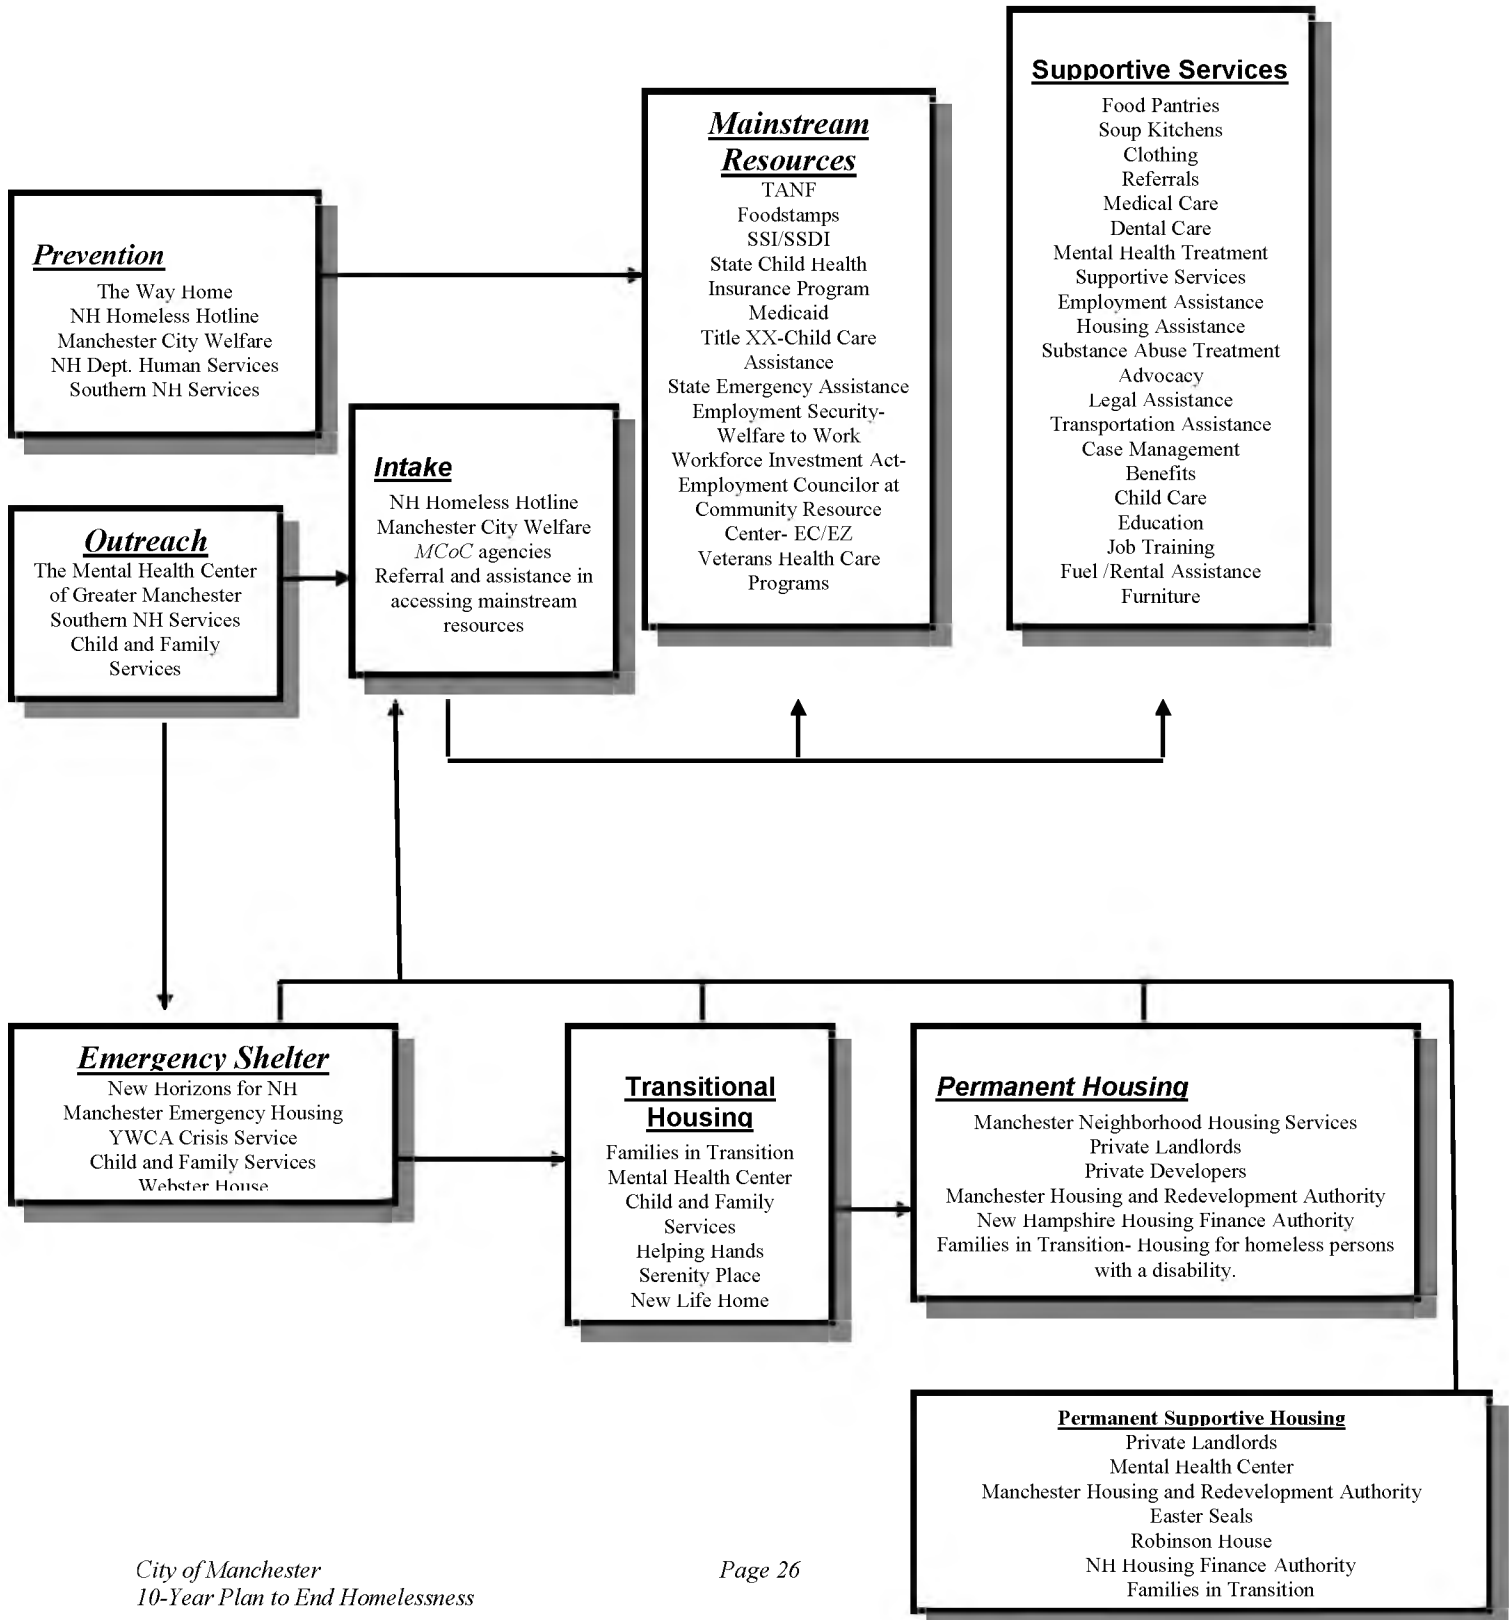 Supportive Services
Food Pantries
Soup Kitchens
Clothing
Referrals
Medical Care
Dental Care
Mental Health Treatment
Supportive Services
Employment Assistance
Housing Assistance
Substance Abuse Treatment
Advocacy
Legal Assistance
Transportation Assistance
Case Management
Benefits
Child Care
Education
Job Training
Fuel /Rental Assistance
Furniture
Mainstream
Resources
TANF
Foodstamps
SSI/SSDI
State Child Health
Insurance Program
Medicaid
Title XX-Child Care
Assistance
State Emergency Assistance
Employment Security-
Welfare to Work
Workforce Investment Act-
Employment Councilor at
Community Resource
Center- EC/EZ
Veterans Health Care
Programs
Prevention
The Way Home
NH Homeless Hotline
Manchester City Welfare
NH Dept. Human Services
Southern NH Services
Intake
NH Homeless Hotline
Manchester City Welfare
MCoC agencies
Referral and assistance in
accessing mainstream
resources
Outreach
The Mental Health Center
of Greater Manchester
Southern NH Services
Child and Family
Services
Emergency Shelter
New Horizons for NH
Manchester Emergency Housing
YWCA Crisis Service
Child and Family Services
Webster House
Transitional
Housing
Families in Transition
Mental Health Center
Child and Family
Services
Helping Hands
Serenity Place
New Life Home
Permanent Housing
Manchester Neighborhood Housing Services
Private Landlords
Private Developers
Manchester Housing and Redevelopment Authority
New Hampshire Housing Finance Authority
Families in Transition- Housing for homeless persons
with a disability.
Permanent Supportive Housing
Private Landlords
Mental Health Center
Manchester Housing and Redevelopment Authority
Easter Seals
Robinson House
NH Housing Finance Authority
Families in Transition
City of Manchester
10-Year Plan to End Homelessness
Page 26